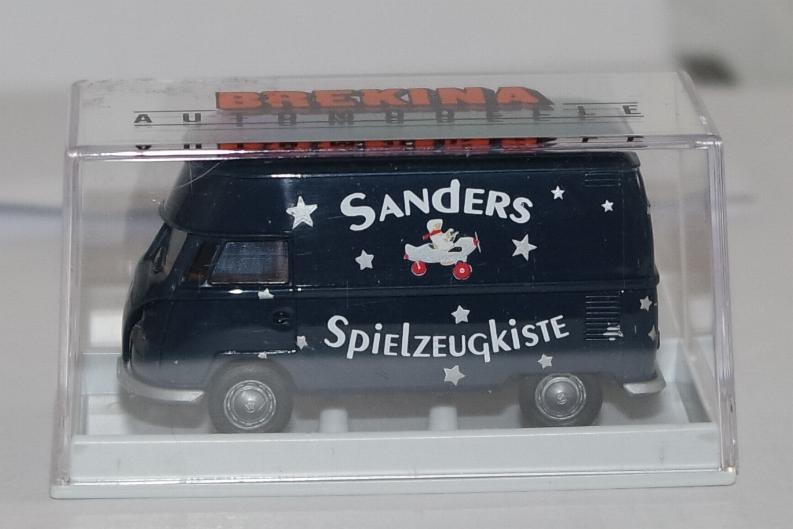 BREKINA
AUTOMODELLE
SANDERS
SPIELZEUGKISTE